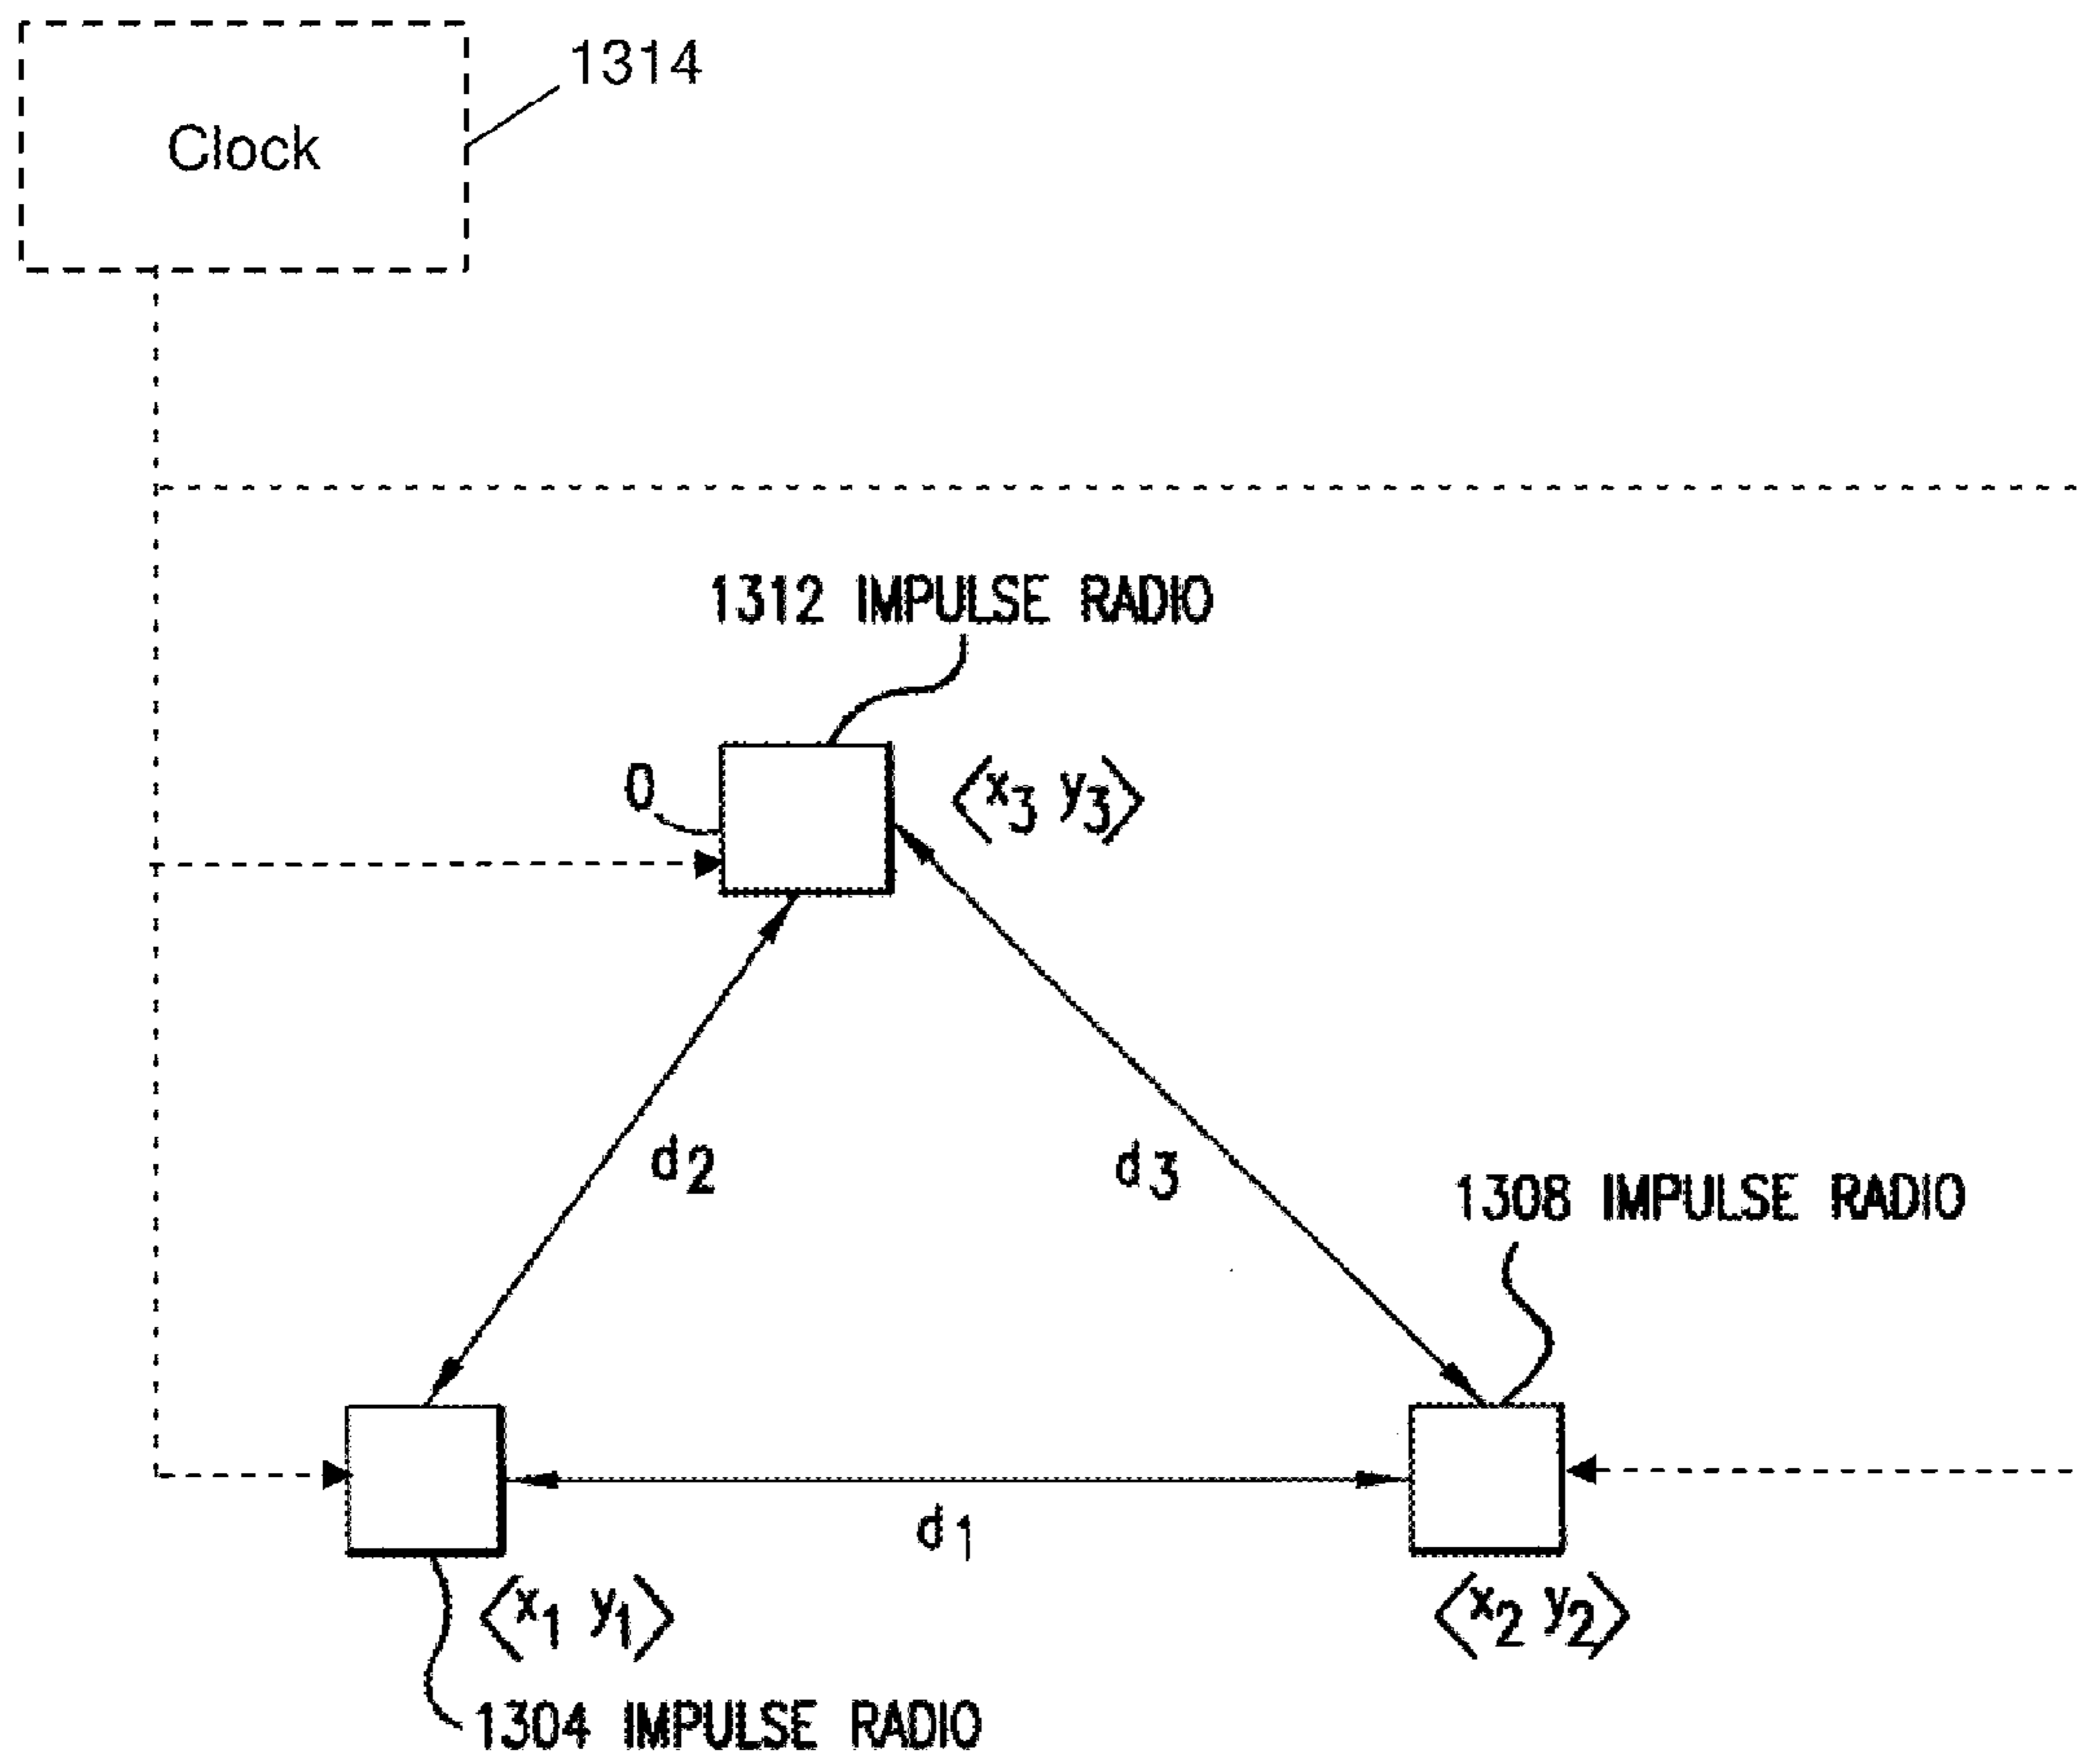 1314
Clock
1312 IMPULSE RADIO
0
⟨x3 y3⟩
d2
d3
1308 IMPULSE RADIO
d1
⟨x1 y1⟩
⟨x2 y2⟩
1304 IMPULSE RADIO